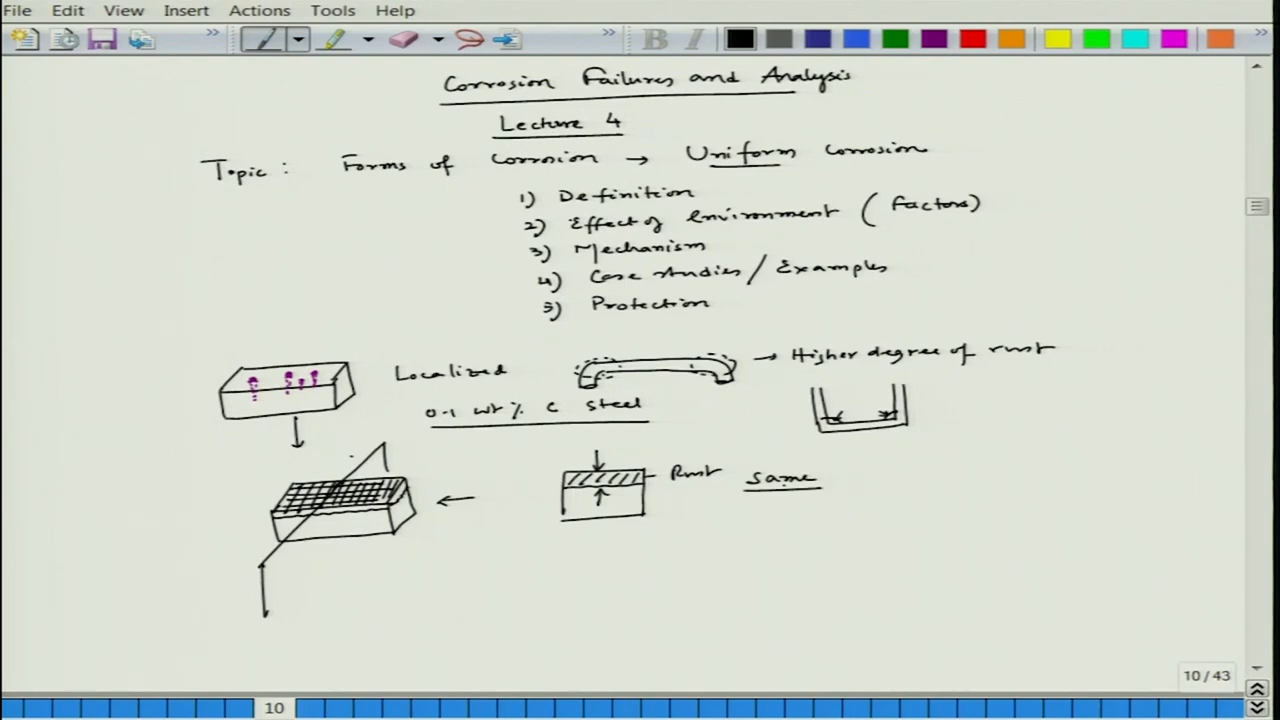 File Edit View Insert Actions Tools Help
B I
Corrosion Failures and Analysis
Lecture 4
Topic : Forms of Corrosion → Uniform Corrosion
1) Definition
2) Effect of environment (factors)
3) Mechanism
4) Case studies / Examples
5) Protection
Localized
→ Higher degree of rust
0.1 wt % C Steel
Rust same
10 / 43
10